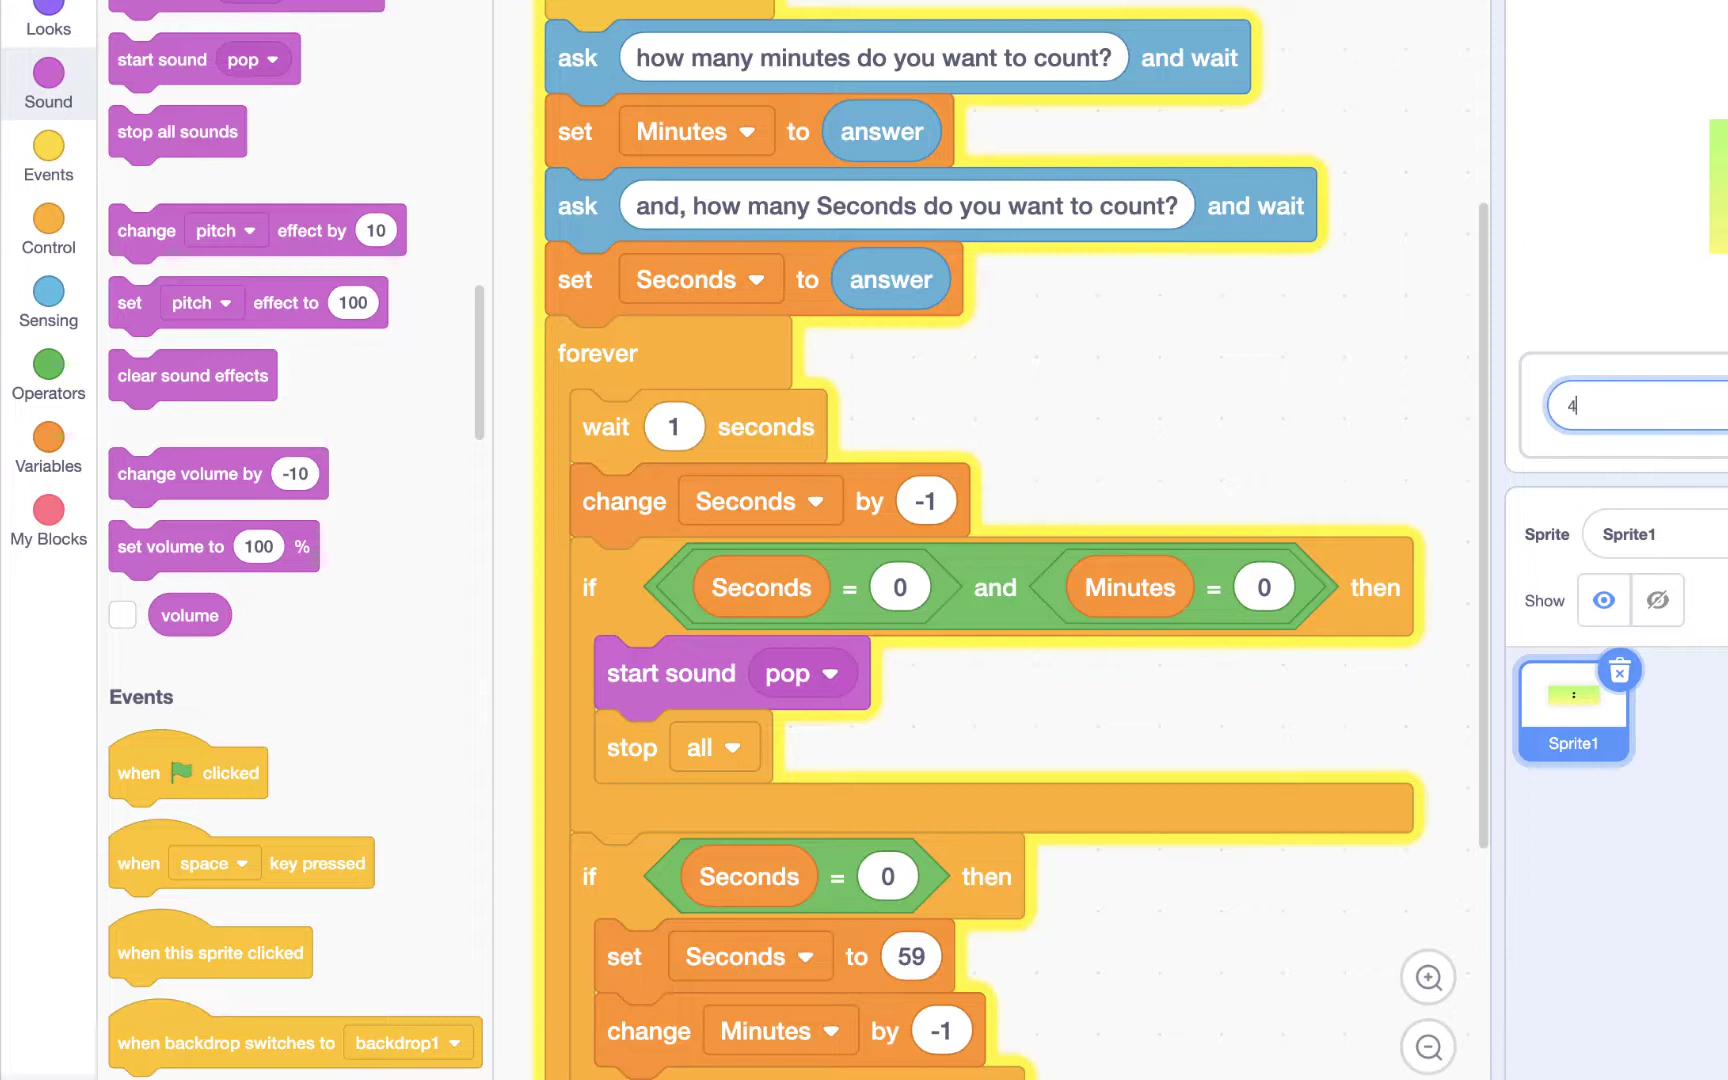 Looks
Sound
Events
Control
Sensing
Operators
Variables
My Blocks
start sound pop
stop all sounds
change pitch effect by 10
set pitch effect to 100
clear sound effects
change volume by -10
set volume to 100 %
volume
Events
when clicked
when space key pressed
when this sprite clicked
when backdrop switches to backdrop1
ask how many minutes do you want to count? and wait
set Minutes to answer
ask and, how many Seconds do you want to count? and wait
set Seconds to answer
forever
wait 1 seconds
change Seconds by -1
if Seconds = 0 and Minutes = 0 then
start sound pop
stop all
if Seconds = 0 then
set Seconds to 59
change Minutes by -1
4
Sprite Sprite1
Show
:
Sprite1